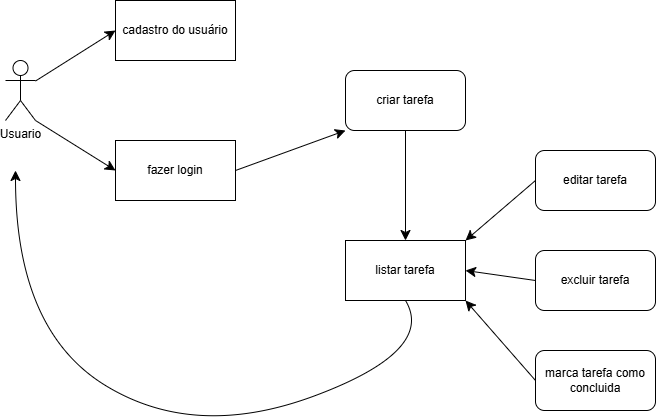 cadastro do usuário
Usuario
criar tarefa
fazer login
editar tarefa
listar tarefa
excluir tarefa
marca tarefa como
concluida